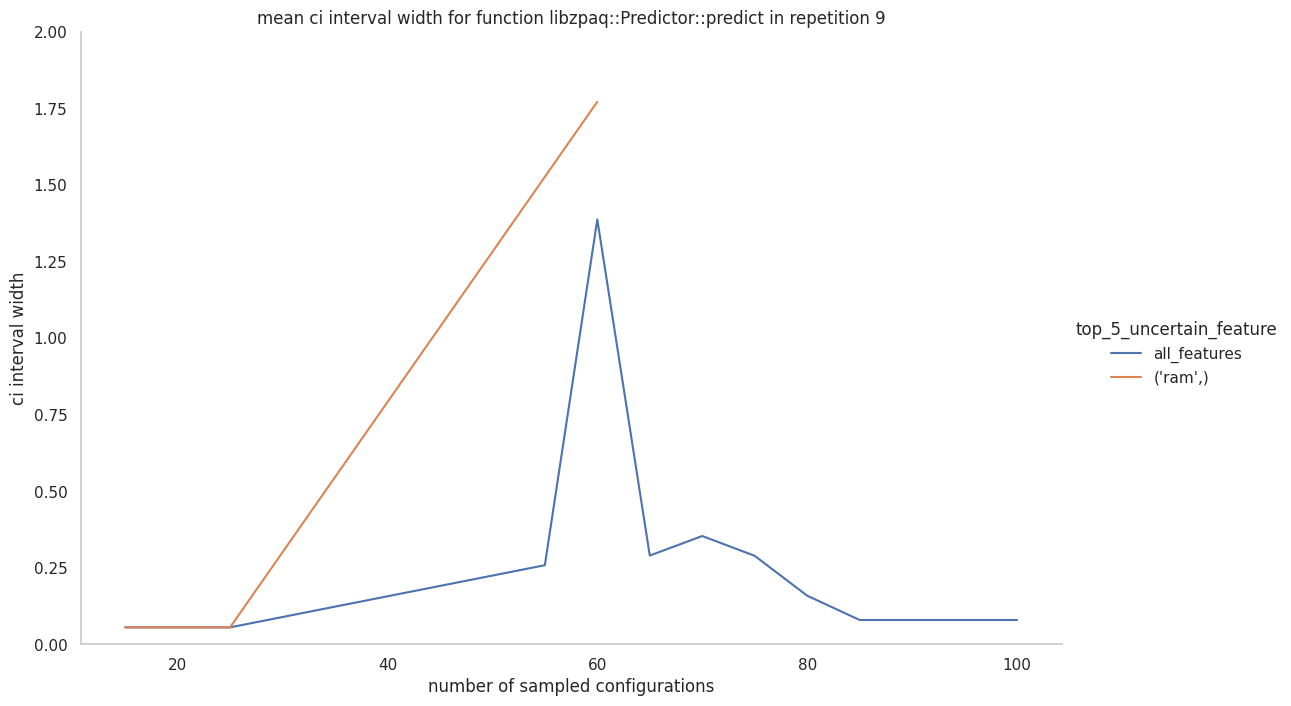 mean ci interval width for function libzpaq::Predictor::predict in repetition 9
2.00
1.75
1.50
1.25
1.00
0.75
0.50
0.25
0.00
ci interval width
20
40
60
80
100
number of sampled configurations
top_5_uncertain_feature
all_features
('ram',)